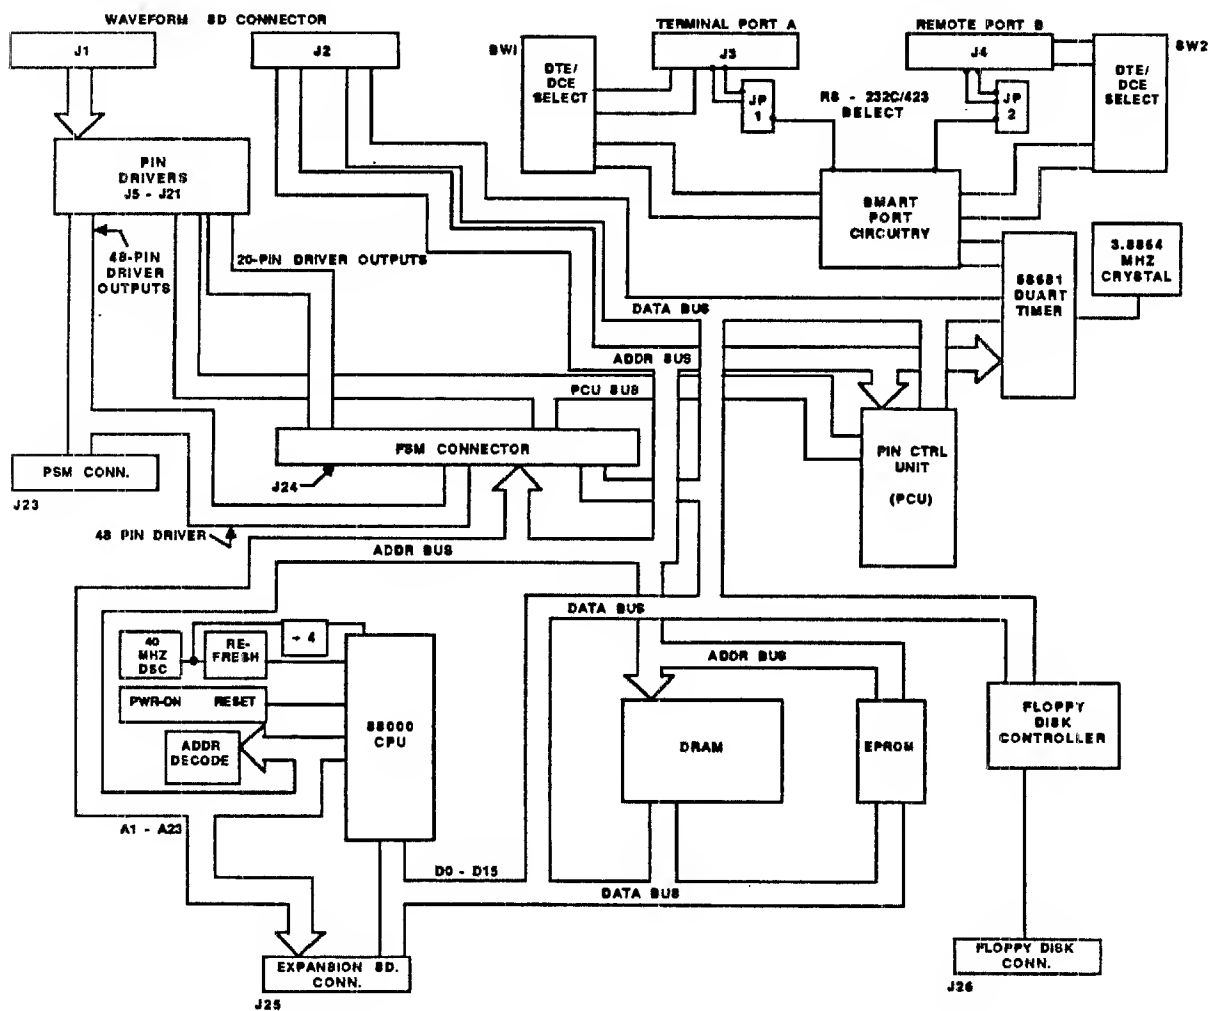 WAVEFORM BD CONNECTOR
J1
J2
TERMINAL PORT A
J3
REMOTE PORT B
J4
SW1
DTE/
DCE
SELECT
JP
1
RS - 232C/423
SELECT
JP
2
DTE/
DCE
SELECT
SW2
PIN
DRIVERS
J5 - J21
SMART
PORT
CIRCUITRY
48-PIN
DRIVER
OUTPUTS
20-PIN DRIVER OUTPUTS
68681
DUART
TIMER
3.6864
MHZ
CRYSTAL
DATA BUS
ADDR BUS
PCU BUS
PSM CONNECTOR
J24
PSM CONN.
J23
PIN CTRL
UNIT
(PCU)
48 PIN DRIVER
ADDR BUS
DATA BUS
40
MHZ
OSC
RE-
FRESH
÷ 4
ADDR BUS
PWR-ON RESET
68000
CPU
ADDR
DECODE
DRAM
EPROM
FLOPPY
DISK
CONTROLLER
A1 - A23
D0 - D15
DATA BUS
EXPANSION BD.
CONN.
J25
FLOPPY DISK
CONN.
J26